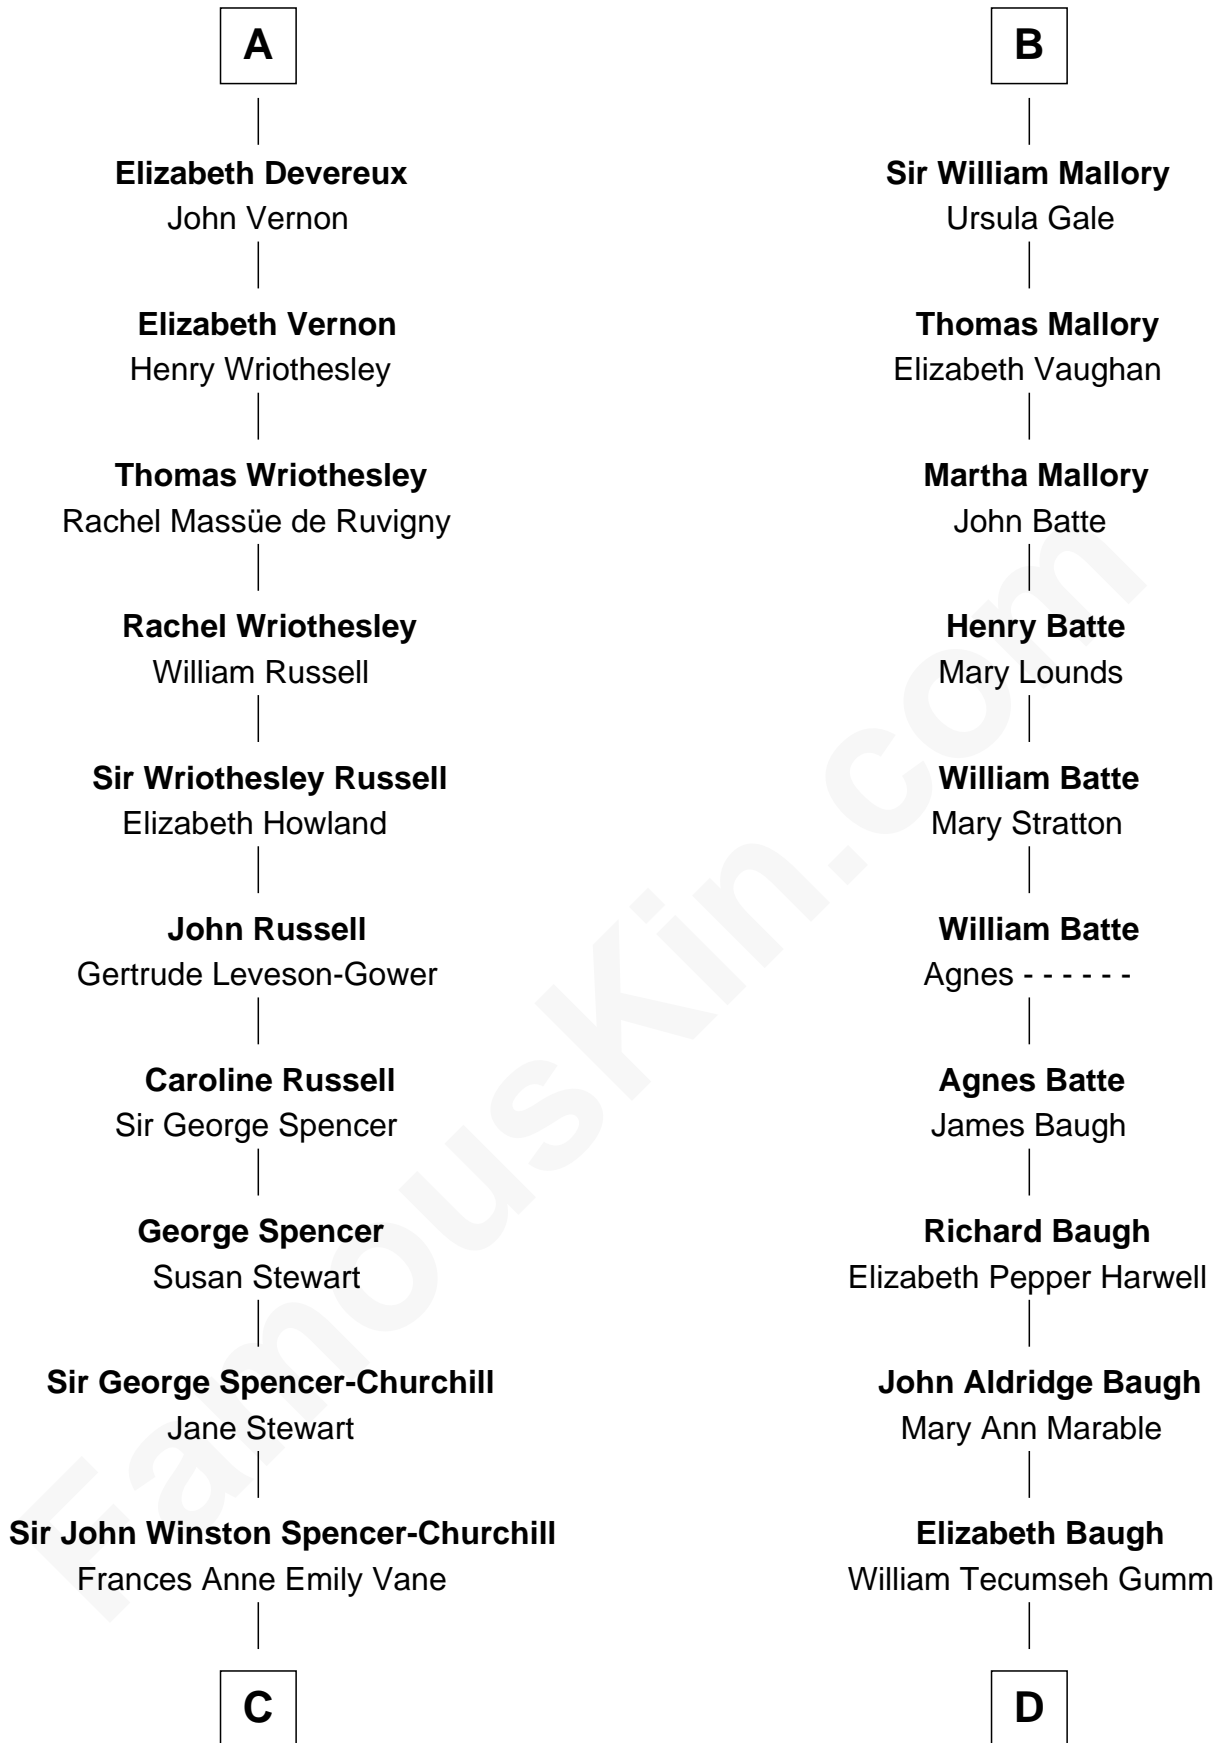 A
Elizabeth Devereux
John Vernon
Elizabeth Vernon
Henry Wriothesley
Thomas Wriothesley
Rachel Massüe de Ruvigny
Rachel Wriothesley
William Russell
Sir Wriothesley Russell
Elizabeth Howland
John Russell
Gertrude Leveson-Gower
Caroline Russell
Sir George Spencer
George Spencer
Susan Stewart
Sir George Spencer-Churchill
Jane Stewart
Sir John Winston Spencer-Churchill
Frances Anne Emily Vane
C
B
Sir William Mallory
Ursula Gale
Thomas Mallory
Elizabeth Vaughan
Martha Mallory
John Batte
Henry Batte
Mary Lounds
William Batte
Mary Stratton
William Batte
Agnes - - - - - -
Agnes Batte
James Baugh
Richard Baugh
Elizabeth Pepper Harwell
John Aldridge Baugh
Mary Ann Marable
Elizabeth Baugh
William Tecumseh Gumm
D
FamousKin.com